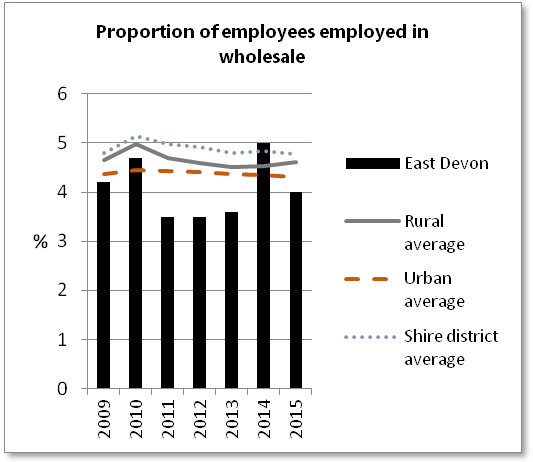 Proportion of employees employed in
wholesale
6
5
4
3
2
1
0
%
2009
2010
2011
2012
2013
2014
2015
East Devon
Rural
average
Urban
average
Shire district
average